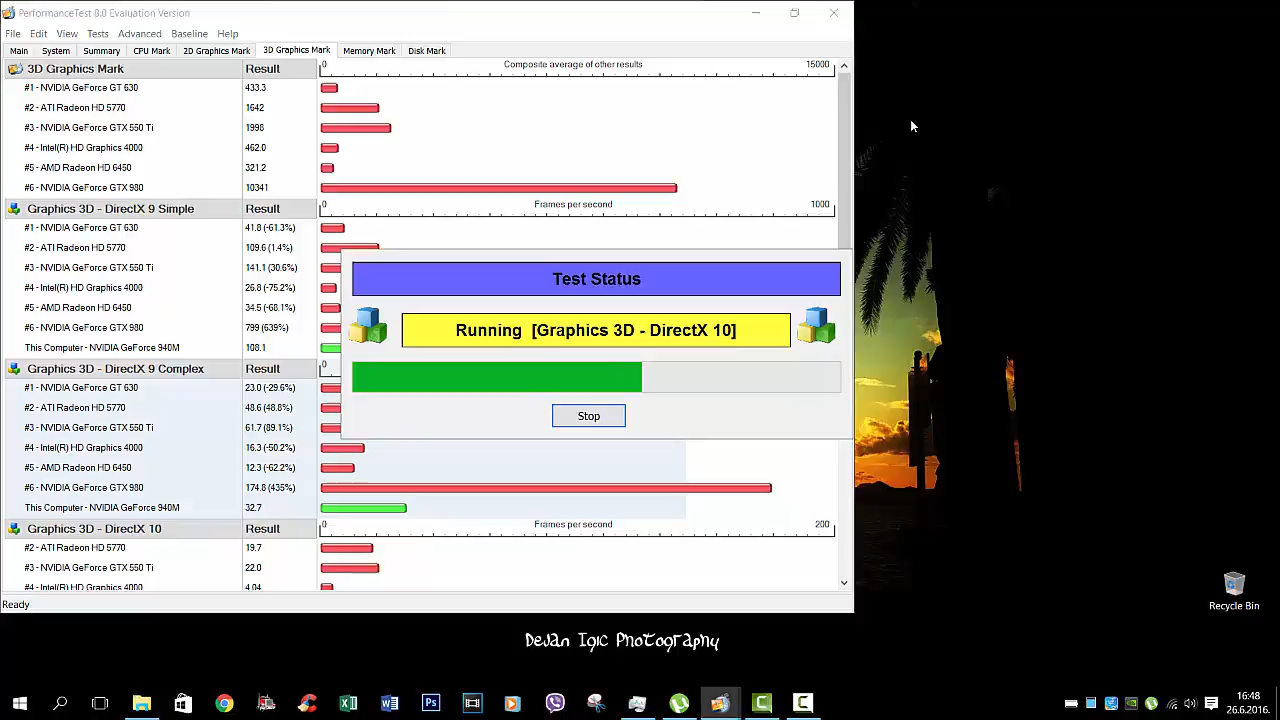 PerformanceTest 8.0 Evaluation Version
File Edit View Tests Advanced Baseline Help
Main System Summary CPU Mark 2D Graphics Mark 3D Graphics Mark Memory Mark Disk Mark
3D Graphics Mark Result 0 Composite average of other results 15000
#1 - NVIDIA GeForce GT 630 433.3
#2 - ATI Radeon HD 5770 1642
#3 - NVIDIA GeForce GTX 550 Ti 1998
#4 - Intel(R) HD Graphics 4000 462.0
#5 - AMD Radeon HD 6450 321.2
#6 - NVIDIA GeForce GTX 980 10341
Graphics 3D - DirectX 9 Simple Result 0 Frames per second 1000
#1 - NVIDIA GeForce GT 630 41.8 (-61.3%)
#2 - ATI Radeon HD 5770 109.6 (1.4%)
#3 - NVIDIA GeForce GTX 550 Ti 141.1 (30.6%)
#4 - Intel(R) HD Graphics 4000 26.8 (-75.2%)
#5 - AMD Radeon HD 6450 34.5 (-68.1%)
#6 - NVIDIA GeForce GTX 980 799 (639%)
This Computer - NVIDIA GeForce 940M 108.1
Graphics 3D - DirectX 9 Complex Result 0
#1 - NVIDIA GeForce GT 630 23.0 (-29.6%)
#2 - ATI Radeon HD 5770 48.6 (48.8%)
#3 - NVIDIA GeForce GTX 550 Ti 61.7 (89.1%)
#4 - Intel(R) HD Graphics 4000 16.3 (-50.2%)
#5 - AMD Radeon HD 6450 12.3 (-62.2%)
#6 - NVIDIA GeForce GTX 980 174.8 (435%)
This Computer - NVIDIA GeForce 940M 32.7
Graphics 3D - DirectX 10 Result 0 Frames per second 200
#2 - ATI Radeon HD 5770 19.7
#3 - NVIDIA GeForce GTX 550 Ti 22.0
#4 - Intel(R) HD Graphics 4000 4.04
Ready
Test Status
Running [Graphics 3D - DirectX 10]
Stop
Recycle Bin
Dejan Igic Photography
16:48
26.6.2016.